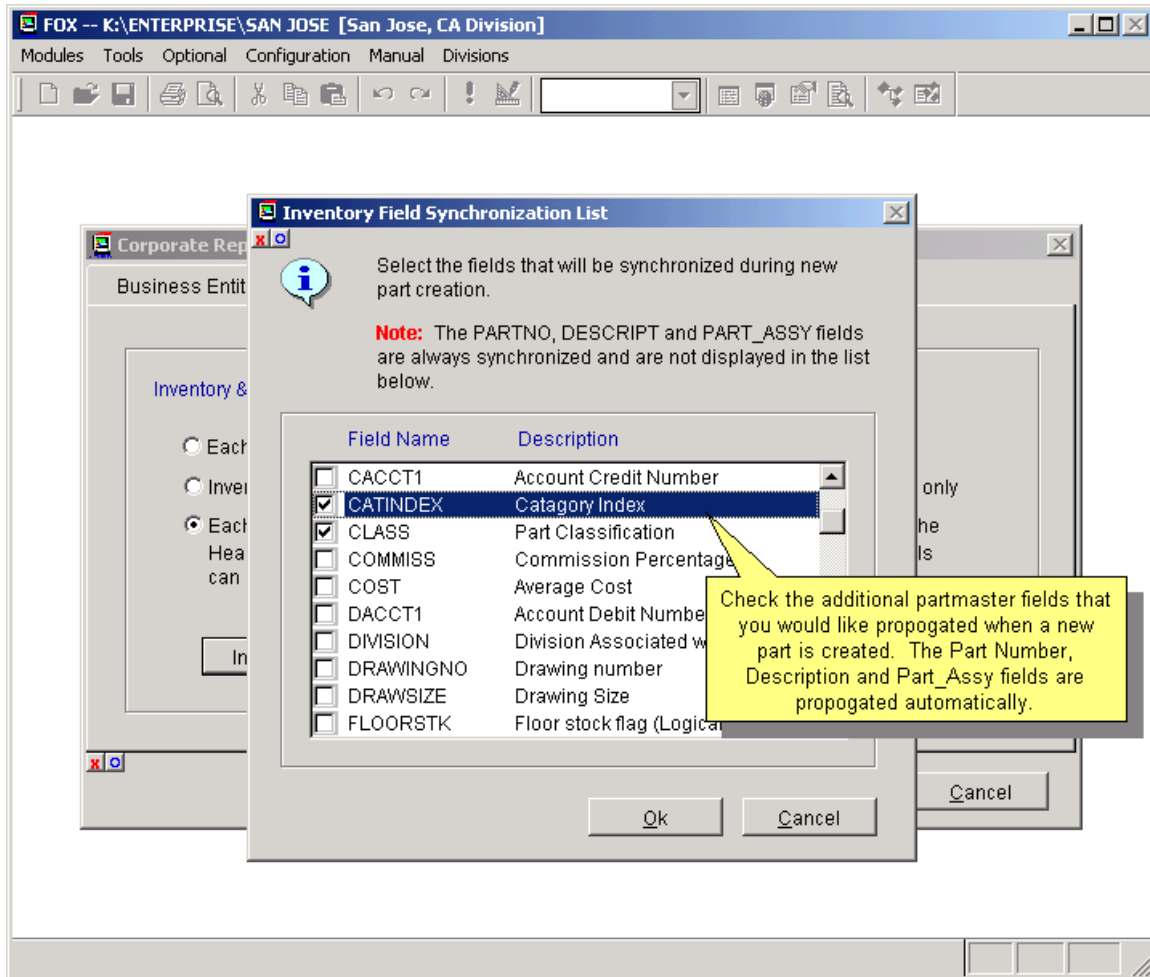 FOX -- K:\ENTERPRISE\SAN JOSE [San Jose, CA Division]
Modules Tools Optional Configuration Manual Divisions
Inventory Field Synchronization List
Corporate Rep
Business Entit
Select the fields that will be synchronized during new
part creation.
Note: The PARTNO, DESCRIPT and PART_ASSY fields
are always synchronized and are not displayed in the list
below.
Inventory &
Each
Inver
only
Each
he
Hea
ls
can
In
Field Name Description
CACCT1 Account Credit Number
CATINDEX Catagory Index
CLASS Part Classification
COMMISS Commission Percentage
COST Average Cost
DACCT1 Account Debit Numbe
DIVISION Division Associated w
DRAWINGNO Drawing number
DRAWSIZE Drawing Size
FLOORSTK Floor stock flag (Logica
Check the additional partmaster fields that
you would like propogated when a new
part is created. The Part Number,
Description and Part_Assy fields are
propogated automatically.
Ok Cancel
Cancel